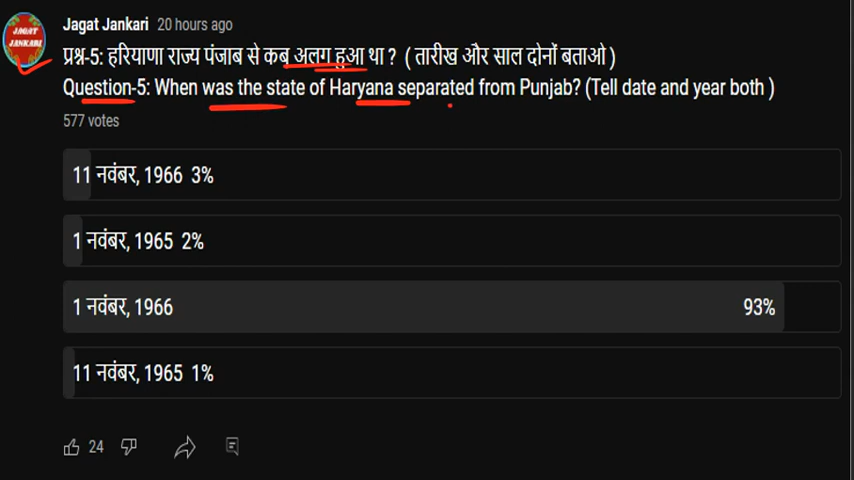 JAGAT
JANKARI
Jagat Jankari 20 hours ago
प्रश्न-5: हरियाणा राज्य पंजाब से कब अलग हुआ था ? ( तारीख और साल दोनों बताओ )
Question-5: When was the state of Haryana separated from Punjab? (Tell date and year both )
577 votes
11 नवंबर, 1966 3%
1 नवंबर, 1965 2%
1 नवंबर, 1966 93%
11 नवंबर, 1965 1%
24